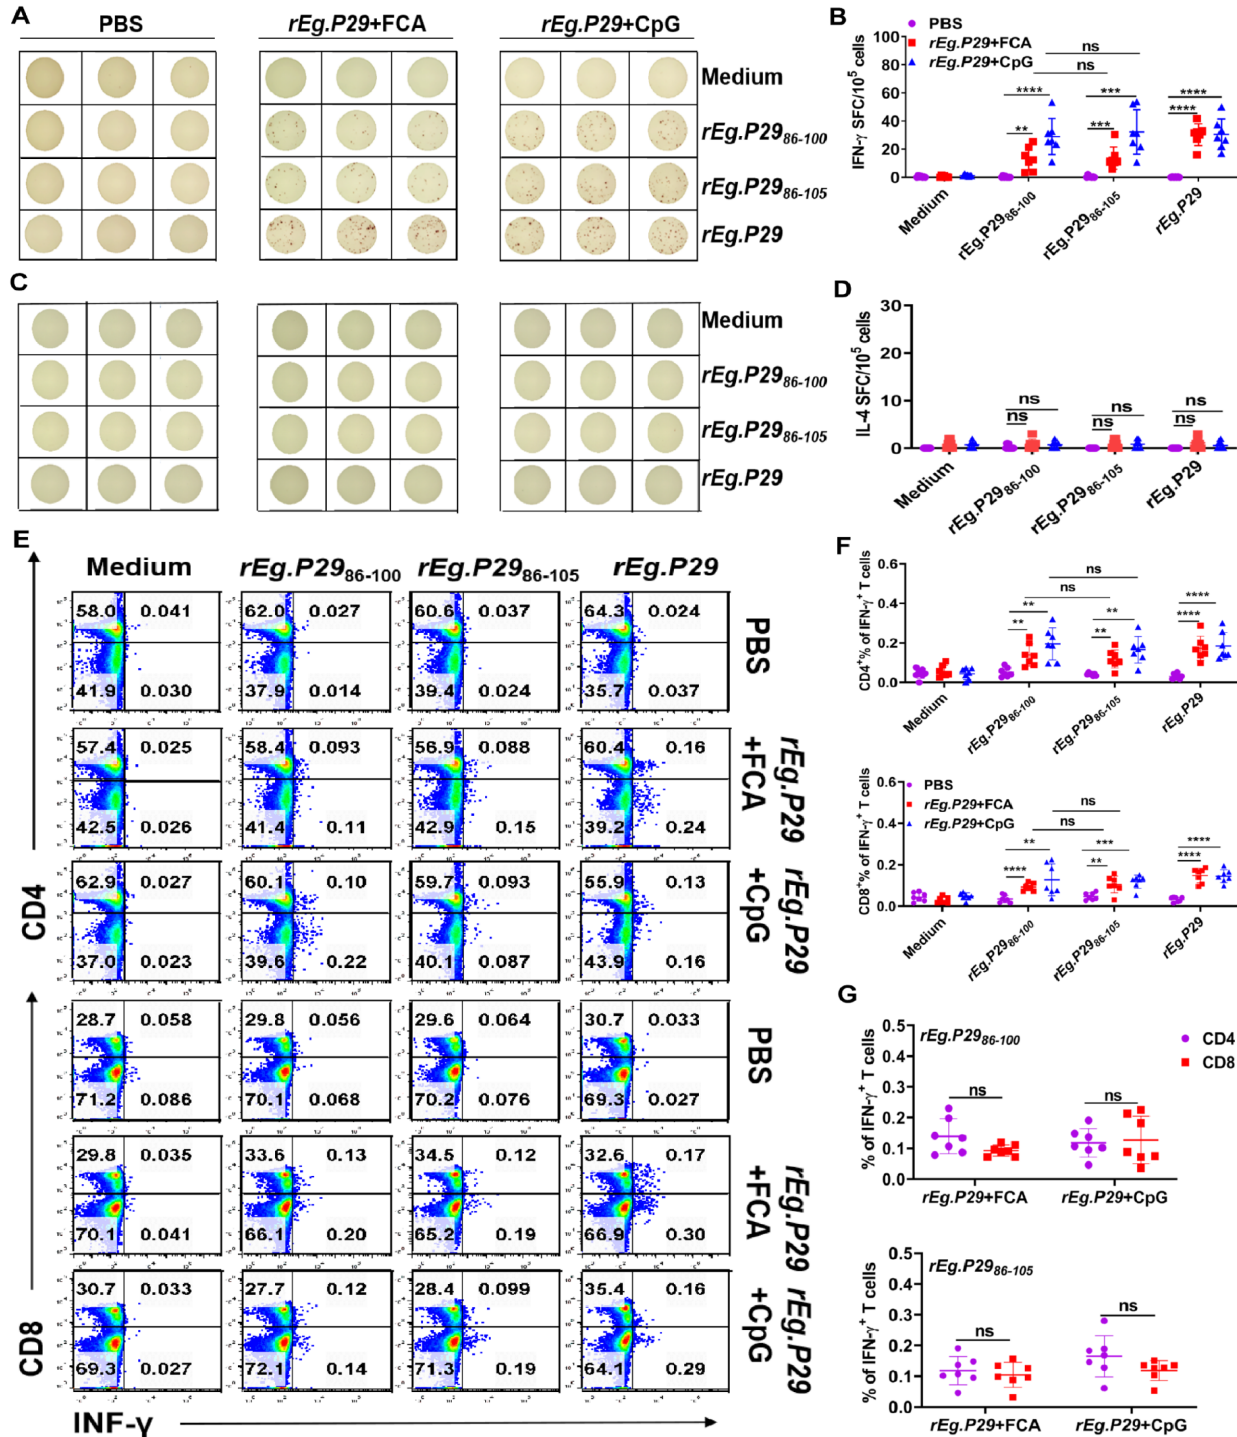 A
PBS
rEg.P29+FCA
rEg.P29+CpG
Medium
rEg.P2986-100
rEg.P2986-105
rEg.P29
B
PBS
rEg.P29+FCA
rEg.P29+CpG
IFN-γ SFC/10⁵ cells
100
80
60
40
20
0
ns
ns
**** ** *** *** **** ****
Medium
rEg.P2986-100
rEg.P2986-105
rEg.P29
C
Medium
rEg.P2986-100
rEg.P2986-105
rEg.P29
D
IL-4 SFC/10⁵ cells
30
20
10
0
ns ns ns
ns ns ns
Medium
rEg.P2986-100
rEg.P2986-105
rEg.P29
E
Medium rEg.P2986-100 rEg.P2986-105 rEg.P29
58.0 0.041 62.0 0.027 60.6 0.037 64.3 0.024
41.9 0.030 37.9 0.014 39.4 0.024 35.7 0.037
PBS
57.4 0.025 58.4 0.093 56.9 0.088 60.4 0.16
42.5 0.026 41.4 0.11 42.9 0.15 39.2 0.24
rEg.P29
+FCA
62.9 0.027 60.1 0.10 59.7 0.093 55.9 0.13
37.0 0.023 39.6 0.22 40.1 0.087 43.9 0.16
rEg.P29
+CpG
CD4
28.7 0.058 29.8 0.056 29.6 0.064 30.7 0.033
71.2 0.086 70.1 0.068 70.2 0.076 69.3 0.027
PBS
29.8 0.035 33.6 0.13 34.5 0.12 32.6 0.17
70.1 0.041 66.1 0.20 65.2 0.19 66.9 0.30
rEg.P29
+FCA
30.7 0.033 27.7 0.12 28.4 0.099 35.4 0.16
69.3 0.027 72.1 0.14 71.3 0.19 64.1 0.29
rEg.P29
+CpG
CD8
INF-γ
F
CD4⁺% of IFN-γ⁺ T cells
0.6
0.4
0.2
0.0
ns
ns
** ** ** ** **** ****
Medium
rEg.P2986-100
rEg.P2986-105
rEg.P29
CD8⁺% of IFN-γ⁺ T cells
0.6
0.4
0.2
0.0
PBS
rEg.P29+FCA
rEg.P29+CpG
ns
ns
** **** *** ** **** ****
Medium
rEg.P2986-100
rEg.P2986-105
rEg.P29
G
% of IFN-γ⁺ T cells
0.5
0.4
0.3
0.2
0.1
0.0
rEg.P2986-100
CD4
CD8
ns ns
rEg.P29+FCA rEg.P29+CpG
% of IFN-γ⁺ T cells
0.5
0.4
0.3
0.2
0.1
0.0
rEg.P2986-105
ns ns
rEg.P29+FCA rEg.P29+CpG